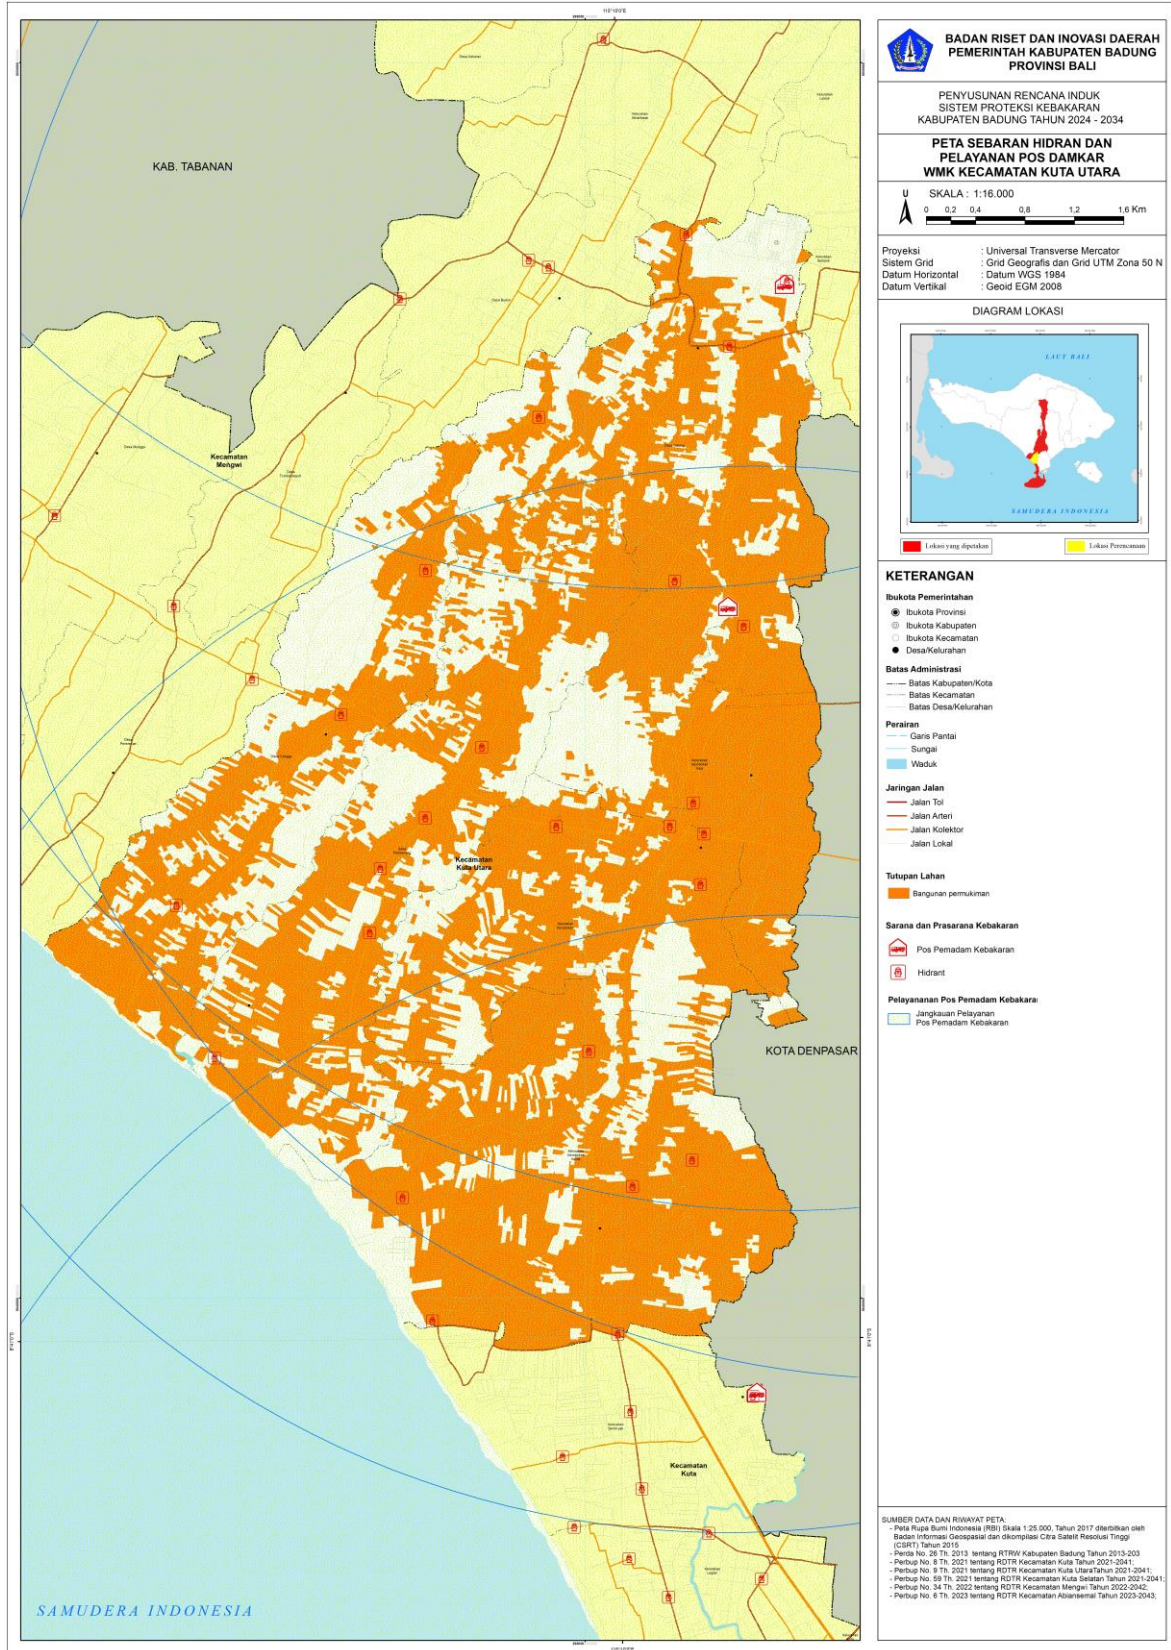 KAB. TABANAN
Kecamatan
Mengwi
Kecamatan
Kuta Utara
KOTA DENPASAR
Kecamatan
Kuta
SAMUDERA INDONESIA
BADAN RISET DAN INOVASI DAERAH
PEMERINTAH KABUPATEN BADUNG
PROVINSI BALI
PENYUSUNAN RENCANA INDUK
SISTEM PROTEKSI KEBAKARAN
KABUPATEN BADUNG TAHUN 2024 - 2034
PETA SEBARAN HIDRAN DAN
PELAYANAN POS DAMKAR
WMK KECAMATAN KUTA UTARA
U
SKALA : 1:16.000
0 0,2 0,4 0,8 1,2 1,6 Km
Proyeksi : Universal Transverse Mercator
Sistem Grid : Grid Geografis dan Grid UTM Zona 50 N
Datum Horizontal : Datum WGS 1984
Datum Vertikal : Geoid EGM 2008
DIAGRAM LOKASI
LAUT BALI
SAMUDERA INDONESIA
Lokasi yang dipetakan
Lokasi Perencanaan
KETERANGAN
Ibukota Pemerintahan
Ibukota Provinsi
Ibukota Kabupaten
Ibukota Kecamatan
Desa/Kelurahan
Batas Administrasi
Batas Kabupaten/Kota
Batas Kecamatan
Batas Desa/Kelurahan
Perairan
Garis Pantai
Sungai
Waduk
Jaringan Jalan
Jalan Tol
Jalan Arteri
Jalan Kolektor
Jalan Lokal
Tutupan Lahan
Bangunan permukiman
Sarana dan Prasarana Kebakaran
Pos Pemadam Kebakaran
Hidrant
Pelayananan Pos Pemadam Kebakara
Jangkauan Pelayanan
Pos Pemadam Kebakaran
SUMBER DATA DAN RIWAYAT PETA:
- Peta Rupa Bumi Indonesia (RBI) Skala 1:25.000, Tahun 2017 diterbitkan oleh
Badan Informasi Geospasial dan dikompilasi Citra Satelit Resolusi Tinggi
(CSRT) Tahun 2015
- Perda No. 26 Th. 2013 tentang RTRW Kabupaten Badung Tahun 2013-203
- Perbup No. 8 Th. 2021 tentang RDTR Kecamatan Kuta Tahun 2021-2041;
- Perbup No. 9 Th. 2021 tentang RDTR Kecamatan Kuta UtaraTahun 2021-2041;
- Perbup No. 59 Th. 2021 tentang RDTR Kecamatan Kuta Selatan Tahun 2021-2041;
- Perbup No. 34 Th. 2022 tentang RDTR Kecamatan Mengwi Tahun 2022-2042;
- Perbup No. 6 Th. 2023 tentang RDTR Kecamatan Abiansemal Tahun 2023-2043;